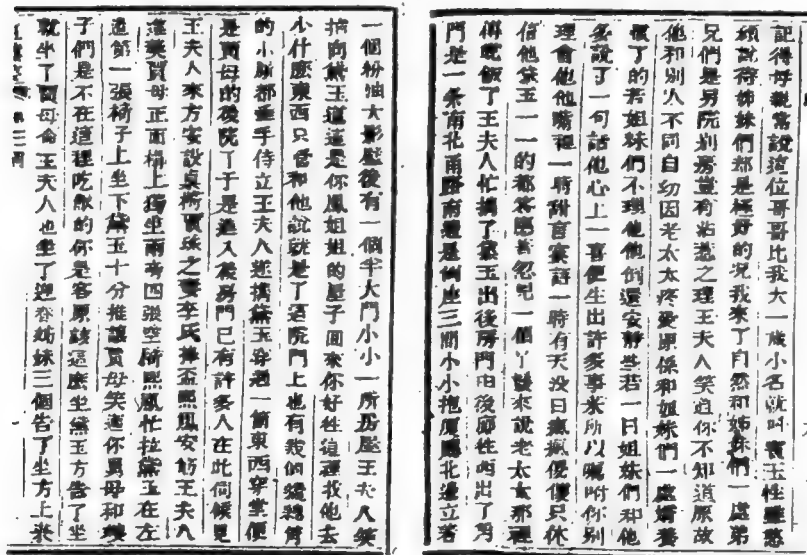 記得母親常說這位哥哥比我大一歲小名就叫寶玉性雖憨
頑說待姊妹們都是極好的況我來了自然和姊妹們一處弟
兄們是另院別房豈有沾惹之理王夫人笑道你不知道原故
他和別人不同自幼因老太太疼愛原係和姐妹們一處嬌養
慣了的若姐妹們不理他他倒還安靜些若一日姐妹們和他
多說了一句話他心上一喜便生出許多事來所以囑咐你別
理會他他嘴裡一時甜言蜜語一時有天沒日瘋瘋傻傻只休
信他黛玉一一的都答應著忽見一個丫鬟來說老太太那裡
傳晚飯了王夫人忙携了黛玉出後房門由後廊往西出了角
門是一條南北甬路南邊是倒座三間小小抱廈廳北邊立著
一個粉油大影壁後有一個半大門小小一所房屋王夫人笑
指向黛玉道這是你鳳姐姐的屋子回來你好往這裡找他去
少什麼東西只管和他說就是了這院門上也有幾個纔總角
的小厮都垂手侍立王夫人遂携黛玉穿過一個東西穿堂便
是賈母的後院了于是進入後房門已有許多人在此伺候見
王夫人來方安設桌椅賈珠之妻李氏捧盃熙鳳安筯王夫人
進羹賈母正面榻上獨坐兩旁四張空椅熙鳳忙拉黛玉在左
邊第一張椅子上坐下黛玉十分推讓賈母笑道你舅母和嫂
子們是不在這裡吃飯的你是客原該這麼坐黛玉方告了坐
就坐了賈母命王夫人也坐了迎春姊妹三個告了坐方上來